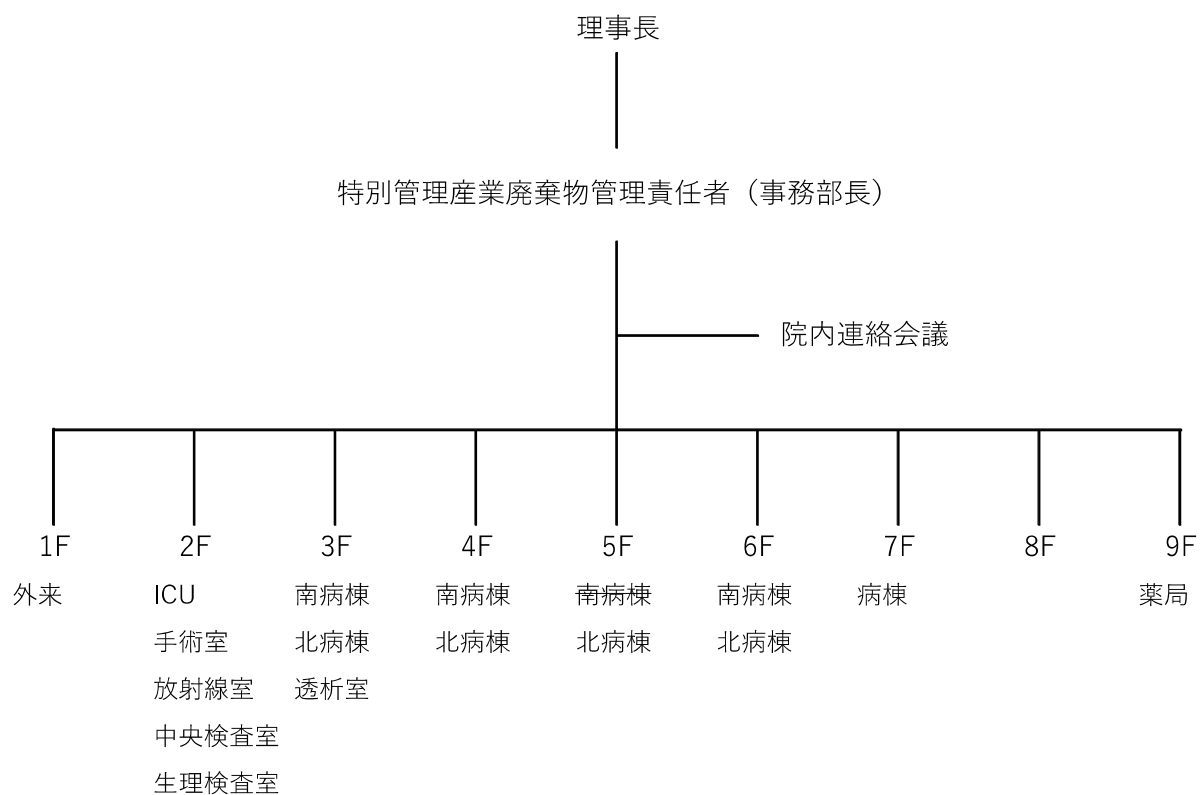 理事長
特別管理産業廃棄物管理責任者（事務部長）
院内連絡会議
1F 2F 3F 4F 5F 6F 7F 8F 9F
外来 ICU 南病棟 南病棟 南病棟 南病棟 病棟 薬局
手術室 北病棟 北病棟 北病棟 北病棟
放射線室 透析室
中央検査室
生理検査室